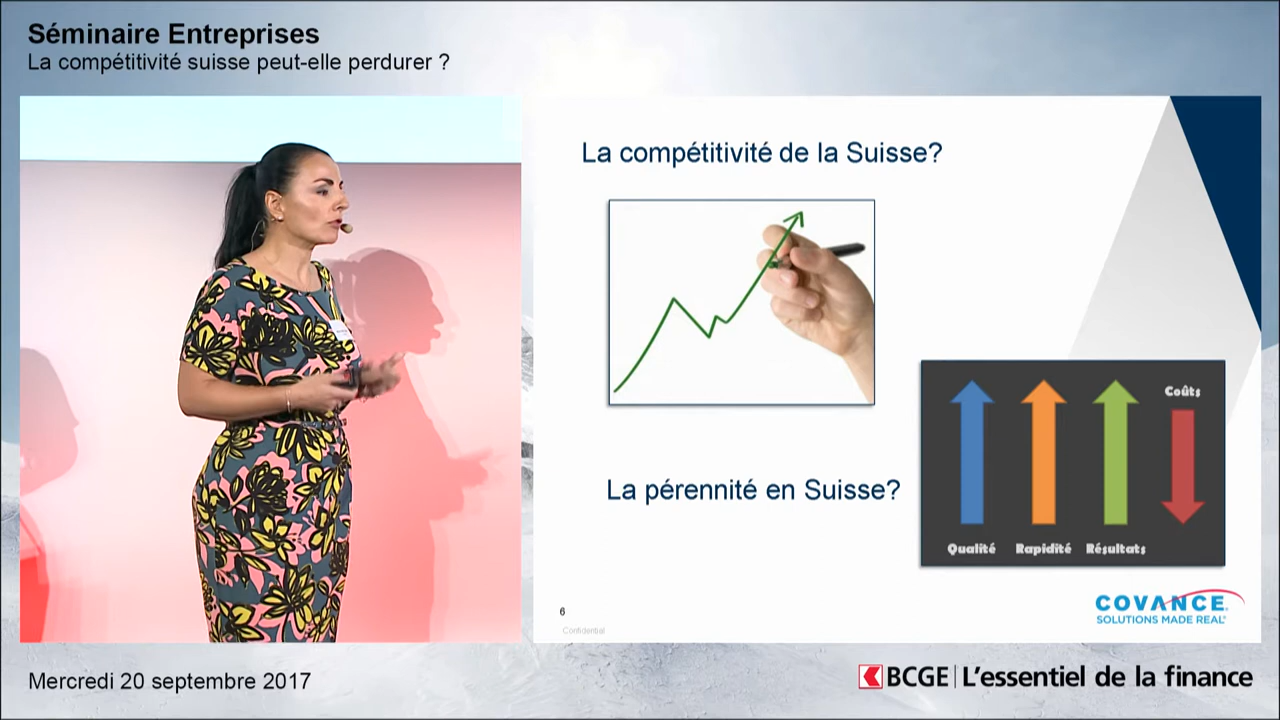 Séminaire Entreprises
La compétitivité suisse peut-elle perdurer ?
La compétitivité de la Suisse?
Coûts
La pérennité en Suisse?
Qualité Rapidité Résultats
6
Confidential
COVANCE
SOLUTIONS MADE REAL
Mercredi 20 septembre 2017
BCGE L'essentiel de la finance